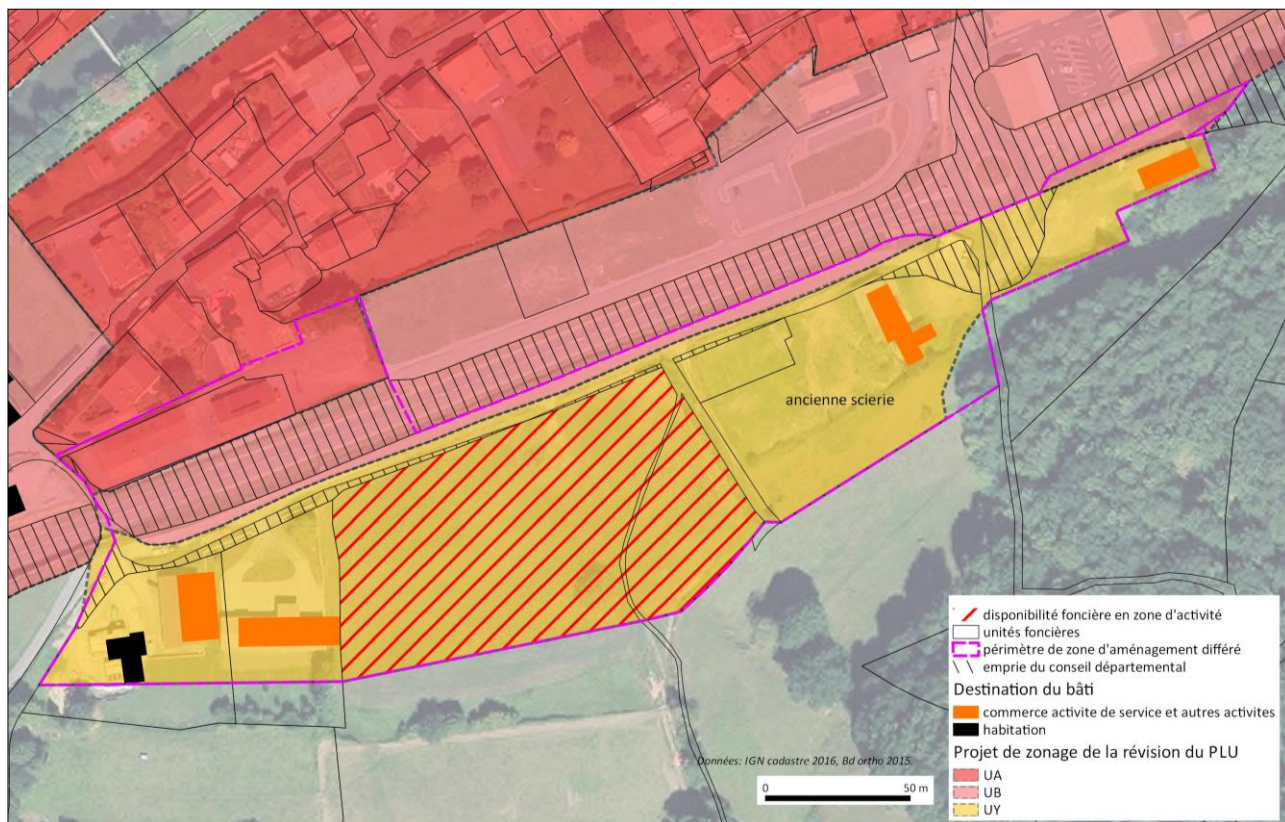 ancienne scierie
disponibilité foncière en zone d'activité
unités foncières
périmètre de zone d'aménagement différé
emprie du conseil départemental
Destination du bâti
commerce activite de service et autres activites
habitation
Projet de zonage de la révision du PLU
UA
UB
UY
Données: IGN cadastre 2016, Bd ortho 2015.
0 50 m